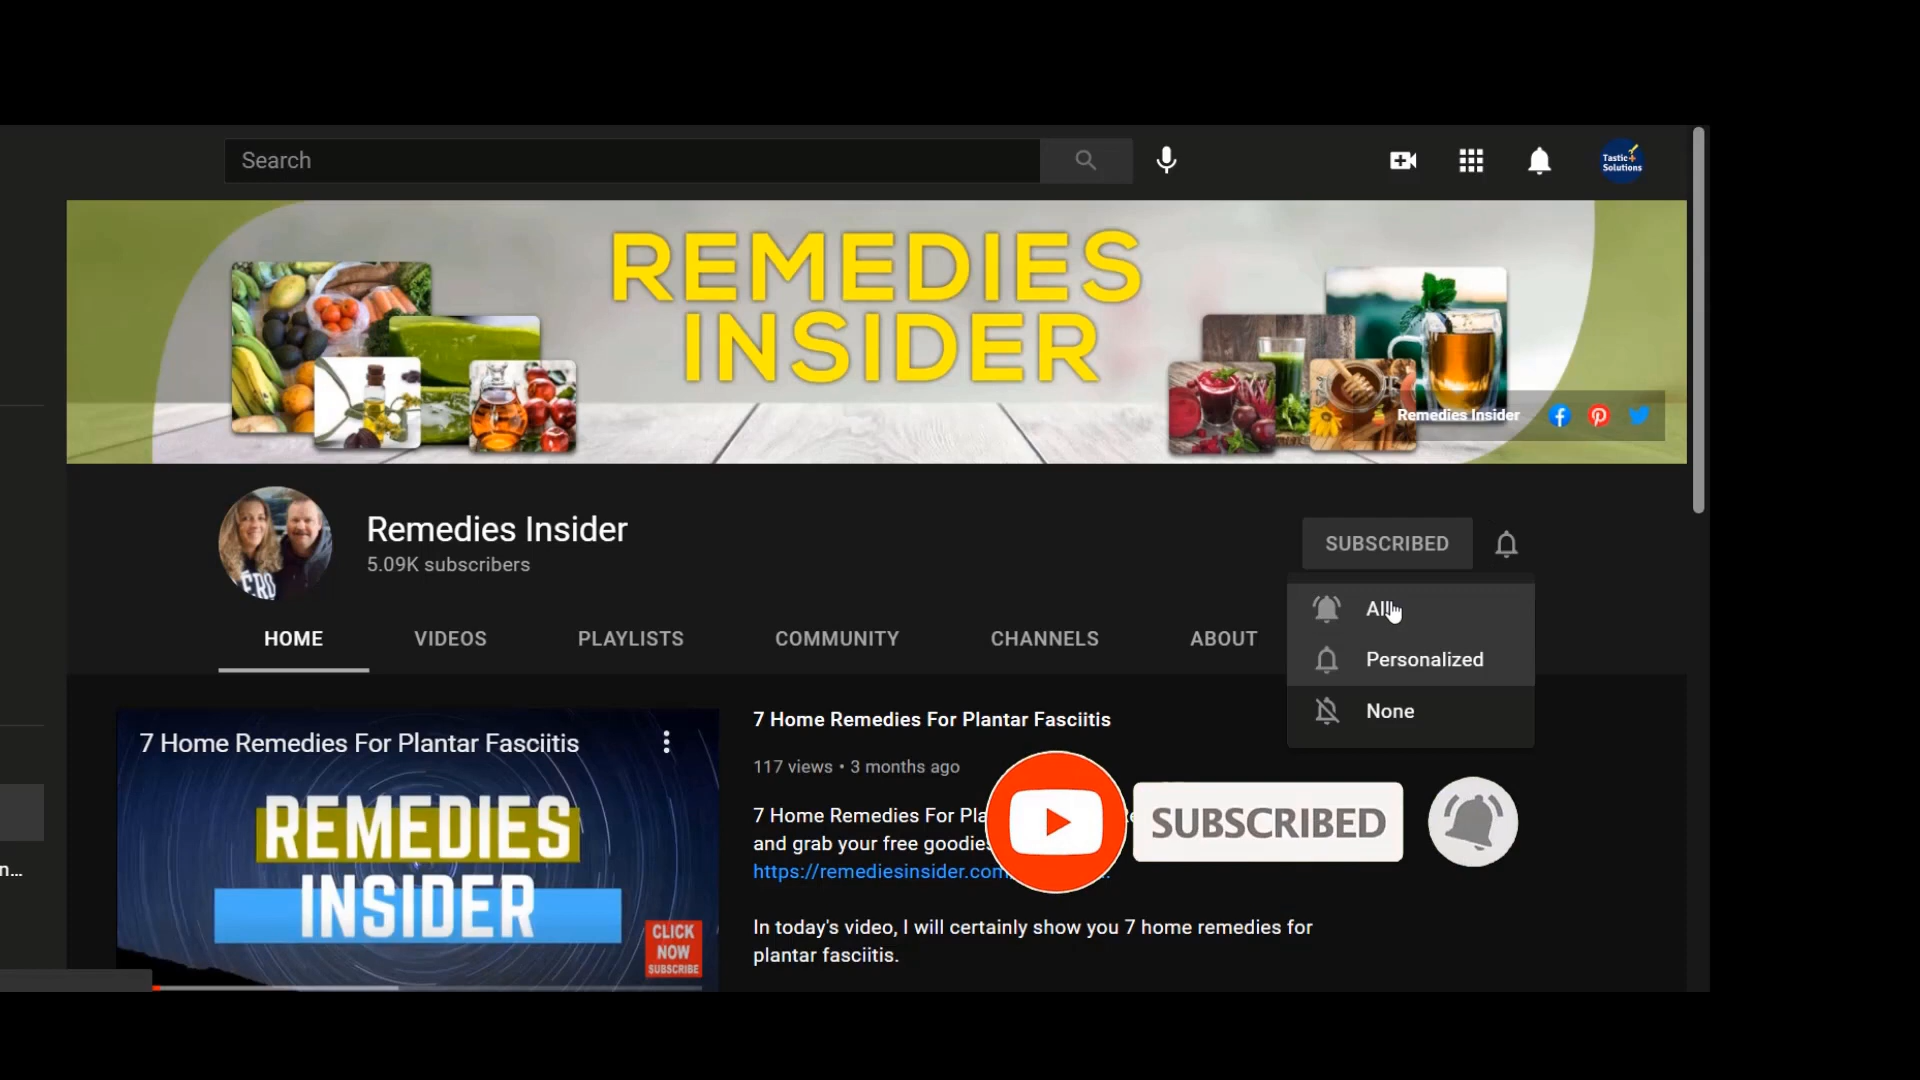 Search
Tastic
Solutions
REMEDIES
INSIDER
Remedies Insider
Remedies Insider
5.09K subscribers
SUBSCRIBED
All
Personalized
None
HOME
VIDEOS
PLAYLISTS
COMMUNITY
CHANNELS
ABOUT
7 Home Remedies For Plantar Fasciitis
REMEDIES
INSIDER
CLICK
NOW
SUBSCRIBE
7 Home Remedies For Plantar Fasciitis
117 views • 3 months ago
7 Home Remedies For Pla
and grab your free goodies
https://remediesinsider.com
In today's video, I will certainly show you 7 home remedies for
plantar fasciitis.
SUBSCRIBED
n...